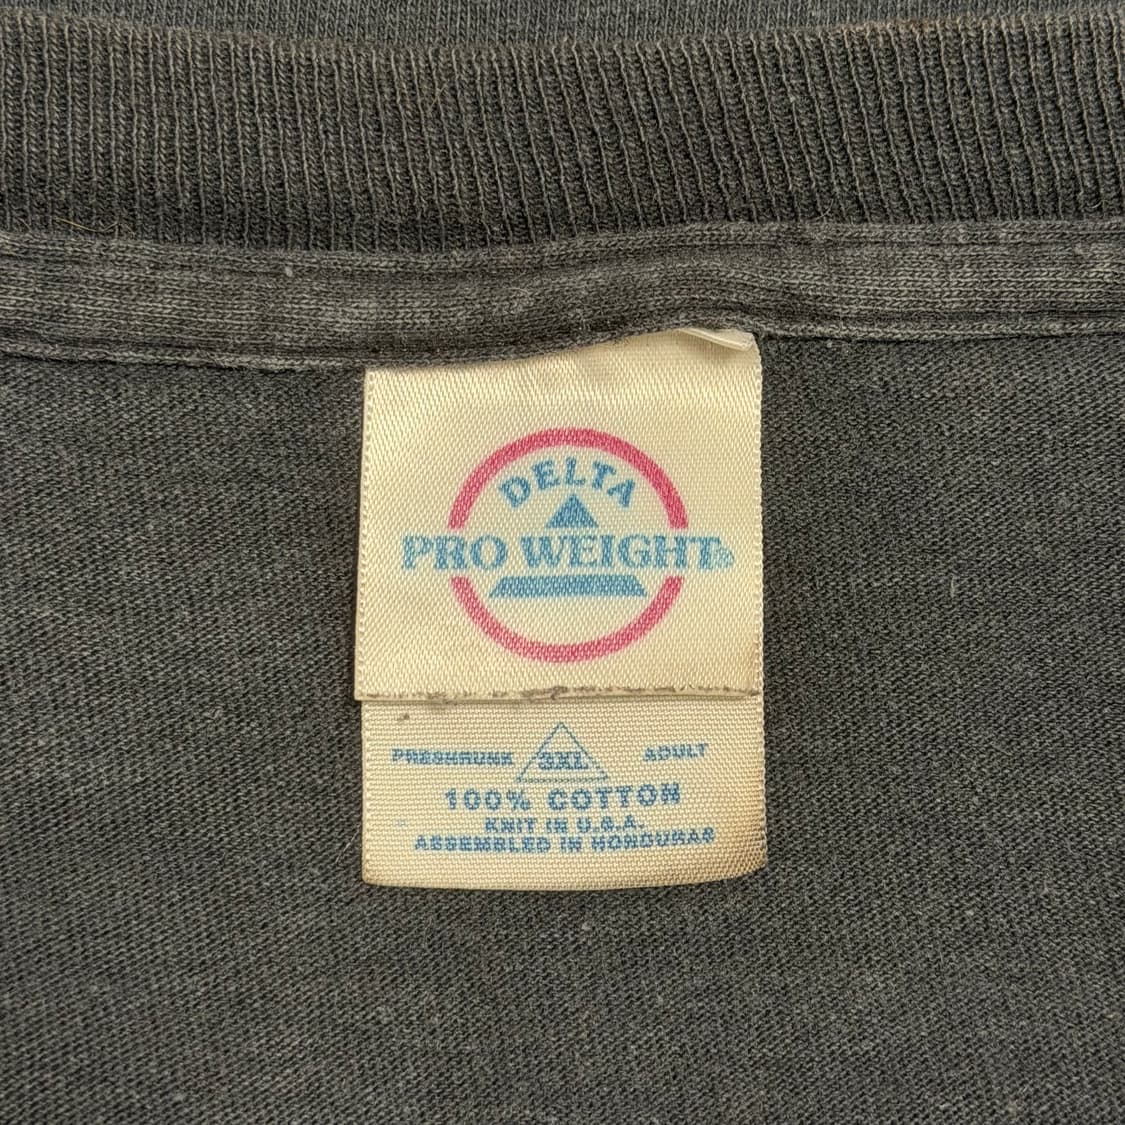 DELTA
PRO WEIGHT®
PRESHRUNK 3XL ADULT
100% COTTON
KNIT IN U.S.A.
ASSEMBLED IN HONDURAS